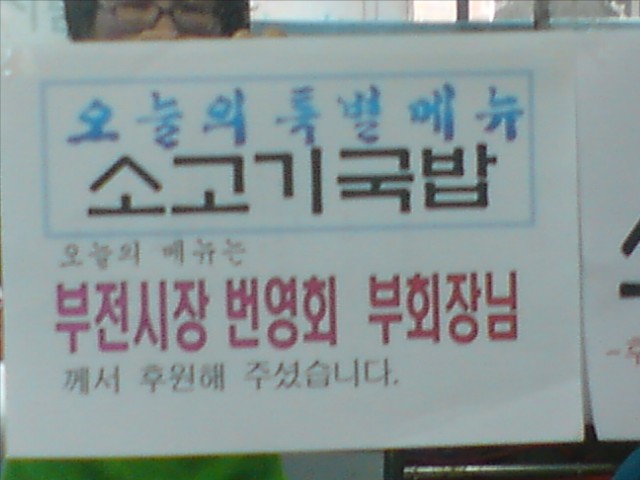 오늘의 특별메뉴
소고기국밥
오늘의 메뉴는
부전시장 번영회 부회장님
께서 후원해 주셨습니다.